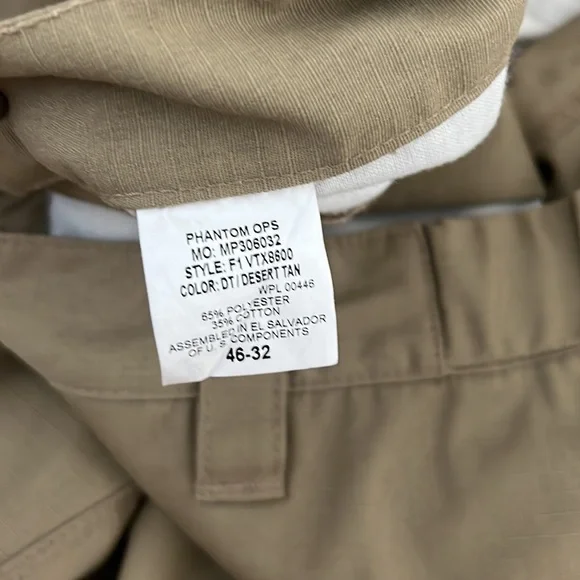 PHANTOM OPS
MO: MP306032
STYLE: F1 VTX8600
COLOR: DT/DESERT TAN
WPL 00446
65% POLYESTER
35% COTTON
ASSEMBLED IN EL SALVADOR
OF U.S COMPONENTS
46-32